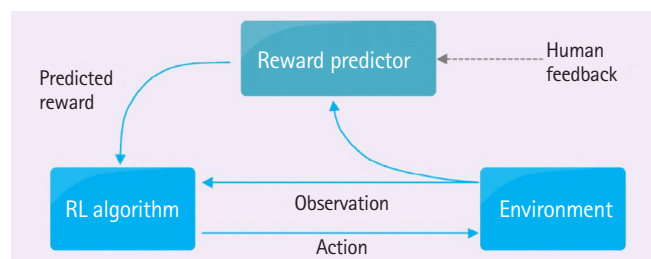 Reward predictor
Human
feedback
Predicted
reward
RL algorithm
Observation
Environment
Action